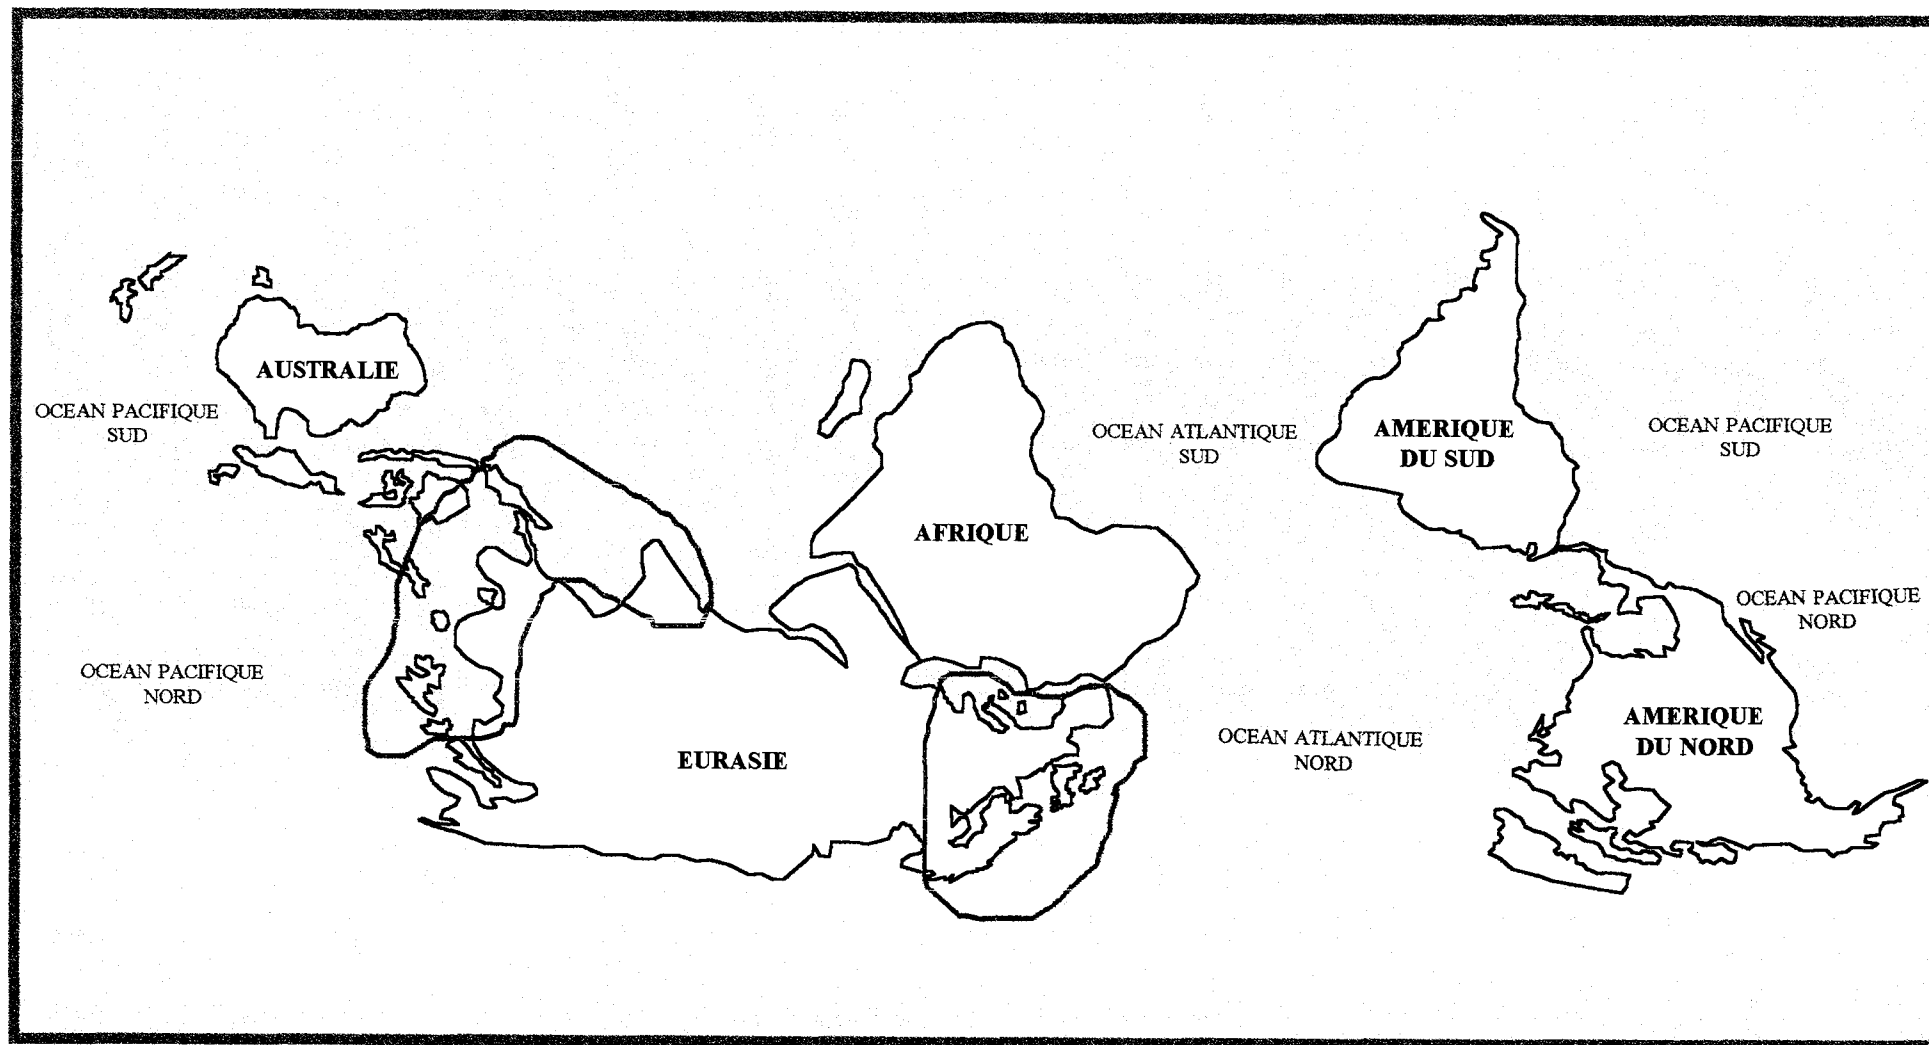 AUSTRALIE
OCEAN PACIFIQUE
SUD
OCEAN ATLANTIQUE
SUD
AMERIQUE
DU SUD
OCEAN PACIFIQUE
SUD
AFRIQUE
OCEAN PACIFIQUE
NORD
OCEAN PACIFIQUE
NORD
EURASIE
OCEAN ATLANTIQUE
NORD
AMERIQUE
DU NORD